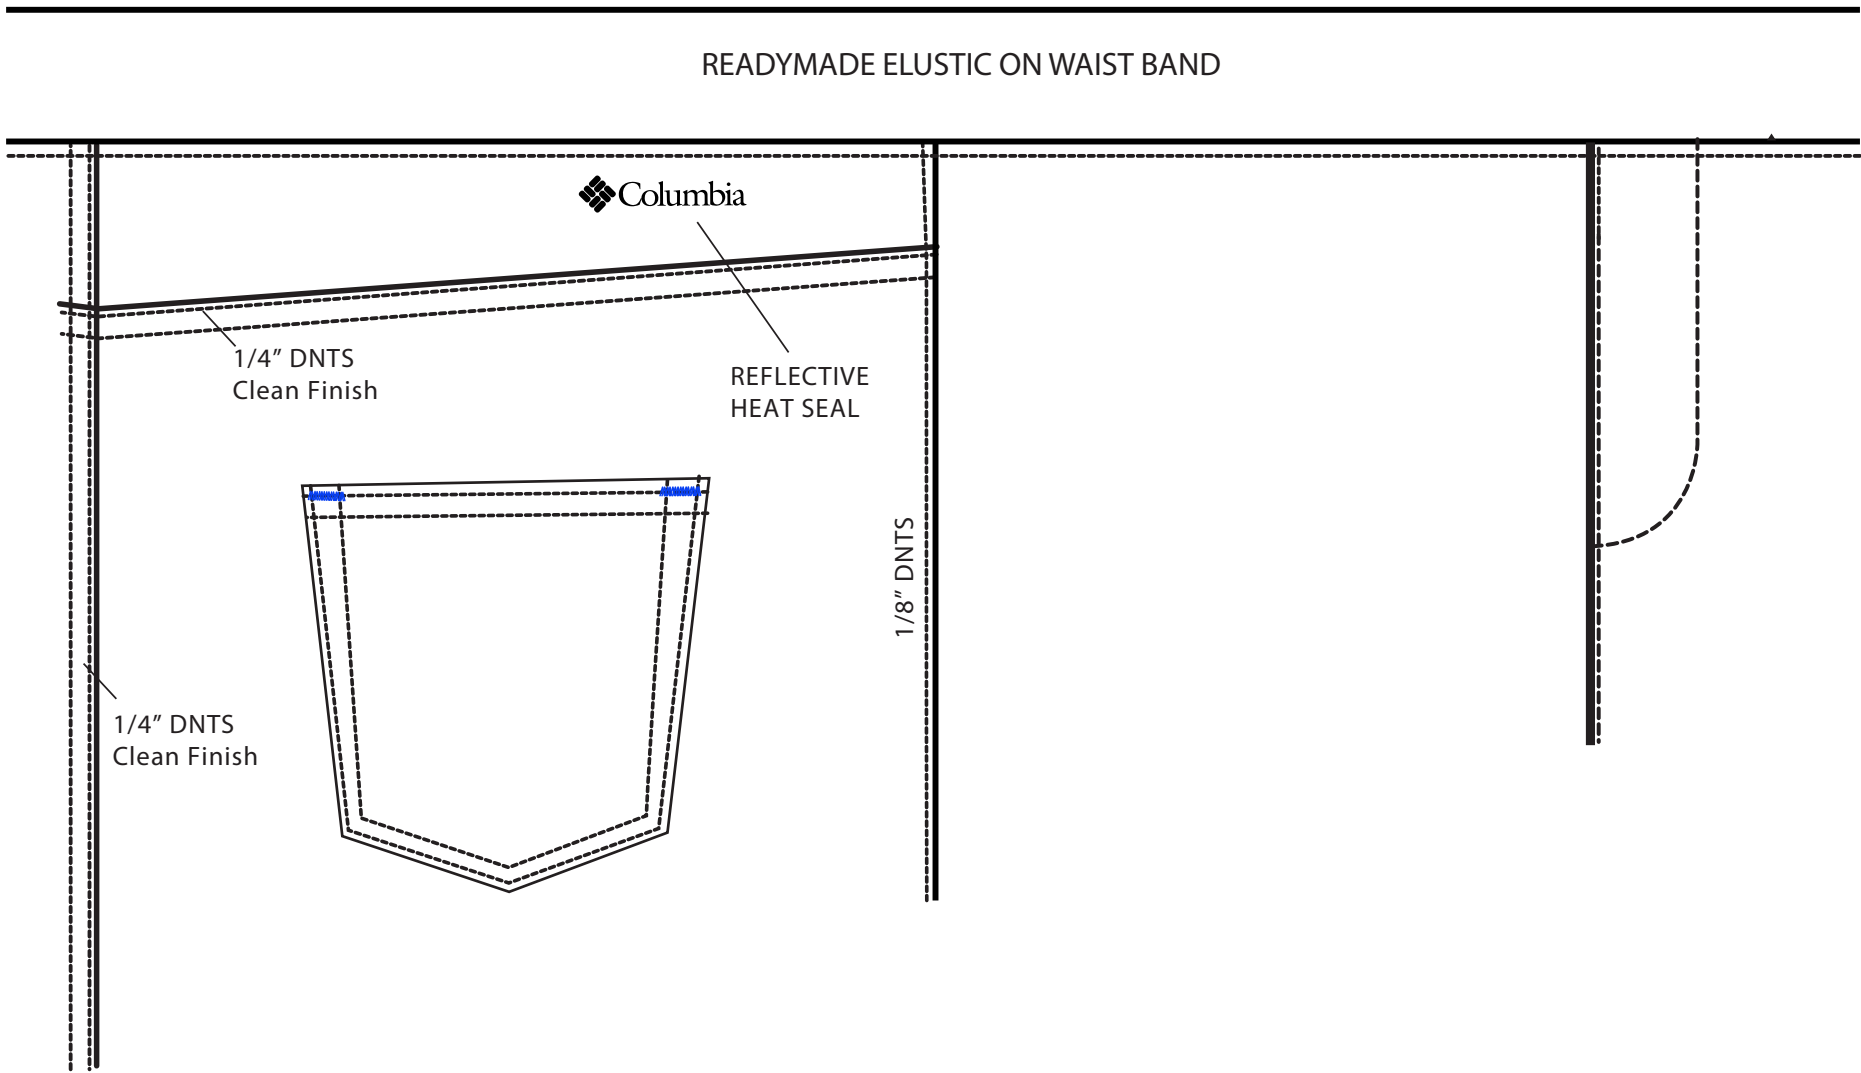 READYMADE ELUSTIC ON WAIST BAND
Columbia
1/4” DNTS
Clean Finish
REFLECTIVE
HEAT SEAL
1/8” DNTS
1/4” DNTS
Clean Finish